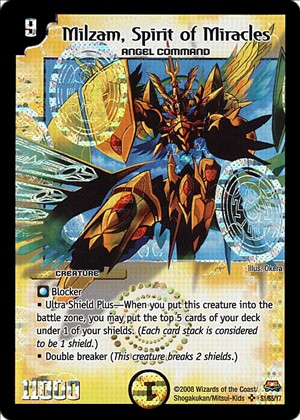 9
Milzam, Spirit of Miracles
ANGEL COMMAND
Illus. Okera
CREATURE
Blocker
▪ Ultra Shield Plus—When you put this creature into the
battle zone, you may put the top 5 cards of your deck
under 1 of your shields. (Each card stack is considered
to be 1 shield.)
▪ Double breaker (This creature breaks 2 shields.)
11000
©2008 Wizards of the Coast/
Shogakukan/Mitsui-Kids
S1/S5/Y7